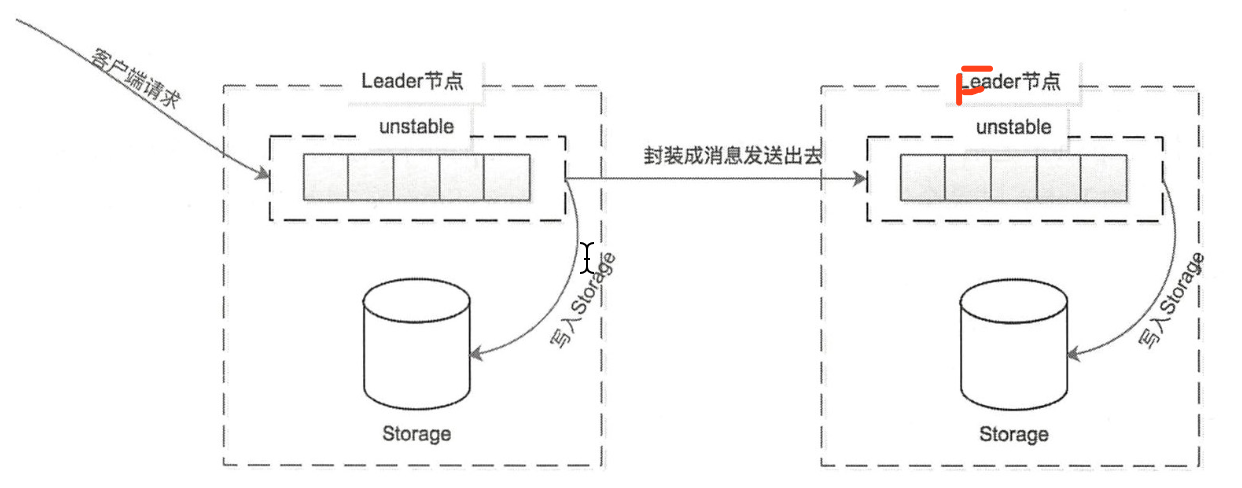 客户端请求
Leader节点
unstable
写入Storage
Storage
封装成消息发送出去
Leader节点
F
unstable
写入Storage
Storage